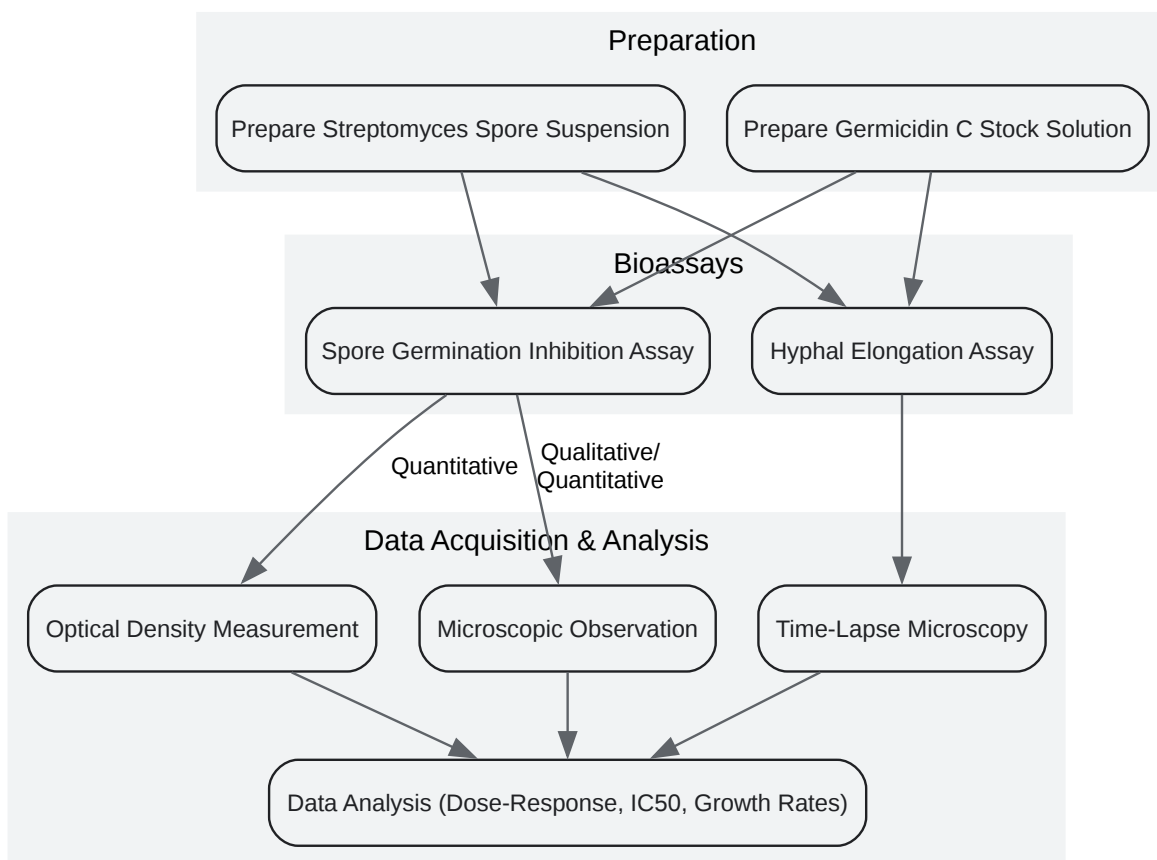 Preparation
Prepare Streptomyces Spore Suspension
Prepare Germicidin C Stock Solution
Bioassays
Spore Germination Inhibition Assay
Hyphal Elongation Assay
Quantitative
Qualitative/
Quantitative
Data Acquisition & Analysis
Optical Density Measurement
Microscopic Observation
Time-Lapse Microscopy
Data Analysis (Dose-Response, IC50, Growth Rates)